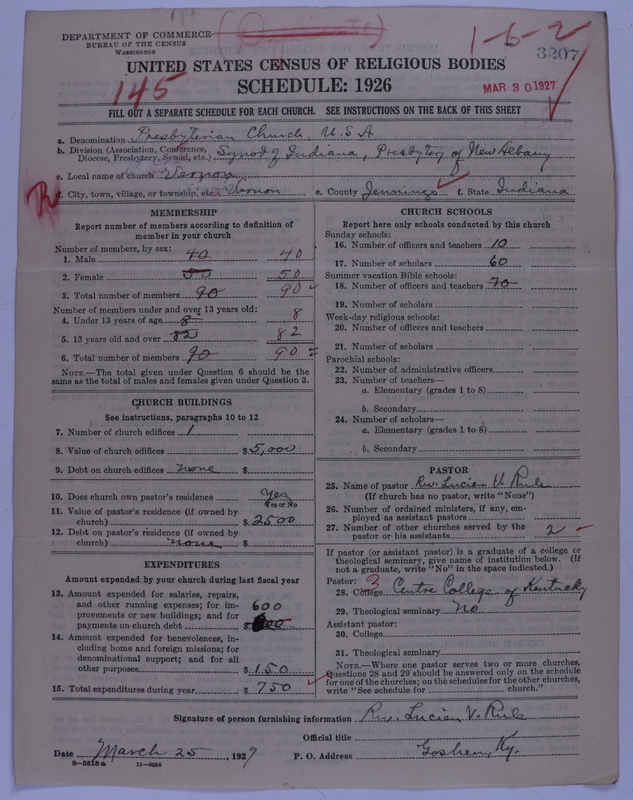 DEPARTMENT OF COMMERCE
BUREAU OF THE CENSUS
WASHINGTON
1-6-2
3207
UNITED STATES CENSUS OF RELIGIOUS BODIES
145
SCHEDULE: 1926
MAR 30 1927
FILL OUT A SEPARATE SCHEDULE FOR EACH CHURCH. SEE INSTRUCTIONS ON THE BACK OF THIS SHEET
a. Denomination Presbyterian Church, U.S.A.
b. Division (Association, Conference, Diocese, Presbytery, Synod, etc.) Synod of Indiana, Presbytery of New Albany
c. Local name of church Vernon
d. City, town, village, or township, etc. Vernon e. County Jennings f. State Indiana
MEMBERSHIP
Report number of members according to definition of
member in your church
Number of members, by sex:
1. Male 40 40
2. Female 50 50
3. Total number of members 90 90
Number of members under and over 13 years old:
4. Under 13 years of age 8 8
5. 13 years old and over 82 82
6. Total number of members 90 90
NOTE.—The total given under Question 6 should be
same as the total of males and females given under Question 3.
CHURCH BUILDINGS
See instructions, paragraphs 10 to 12
7. Number of church edifices 1
8. Value of church edifices $5,000
9. Debt on church edifices none $
10. Does church own pastor's residence Yes
Yes or No
11. Value of pastor's residence (if owned by
church) $2500
12. Debt on pastor's residence (if owned by
church) none $
EXPENDITURES
Amount expended by your church during last fiscal year
13. Amount expended for salaries, repairs,
and other running expenses; for im-
provements or new buildings; and for
payments on church debt $ 600
14. Amount expended for benevolences, in-
cluding home and foreign missions; for
denominational support; and for all
other purposes $150
15. Total expenditures during year $750
CHURCH SCHOOLS
Report here only schools conducted by this church
Sunday schools:
16. Number of officers and teachers 10
17. Number of scholars 60
Summer vacation Bible schools:
18. Number of officers and teachers 70
19. Number of scholars
Week-day religious schools:
20. Number of officers and teachers
21. Number of scholars
Parochial schools:
22. Number of administrative officers
23. Number of teachers—
a. Elementary (grades 1 to 8)
b. Secondary
24. Number of scholars—
a. Elementary (grades 1 to 8)
b. Secondary
PASTOR
25. Name of pastor Rev. Lucien V. Rule
(If church has no pastor, write "None")
26. Number of ordained ministers, if any, em-
ployed as assistant pastors
27. Number of other churches served by the
pastor or his assistants 2
If pastor (or assistant pastor) is a graduate of a college or
theological seminary, give name of institution below. (If
not a graduate, write "No" in the space indicated.)
Pastor: 3
28. College Centre College of Kentucky
29. Theological seminary No
Assistant pastor:
30. College
31. Theological seminary
NOTE.—Where one pastor serves two or more churches,
Questions 28 and 29 should be answered only on the schedule
for one of the churches; on the schedules for the other churches,
write "See schedule for church."
Signature of person furnishing information Rev. Lucien V. Rule
Official title
Date March 25, 1927 P. O. Address Goshen, Ky.
8—5518a 11—9054